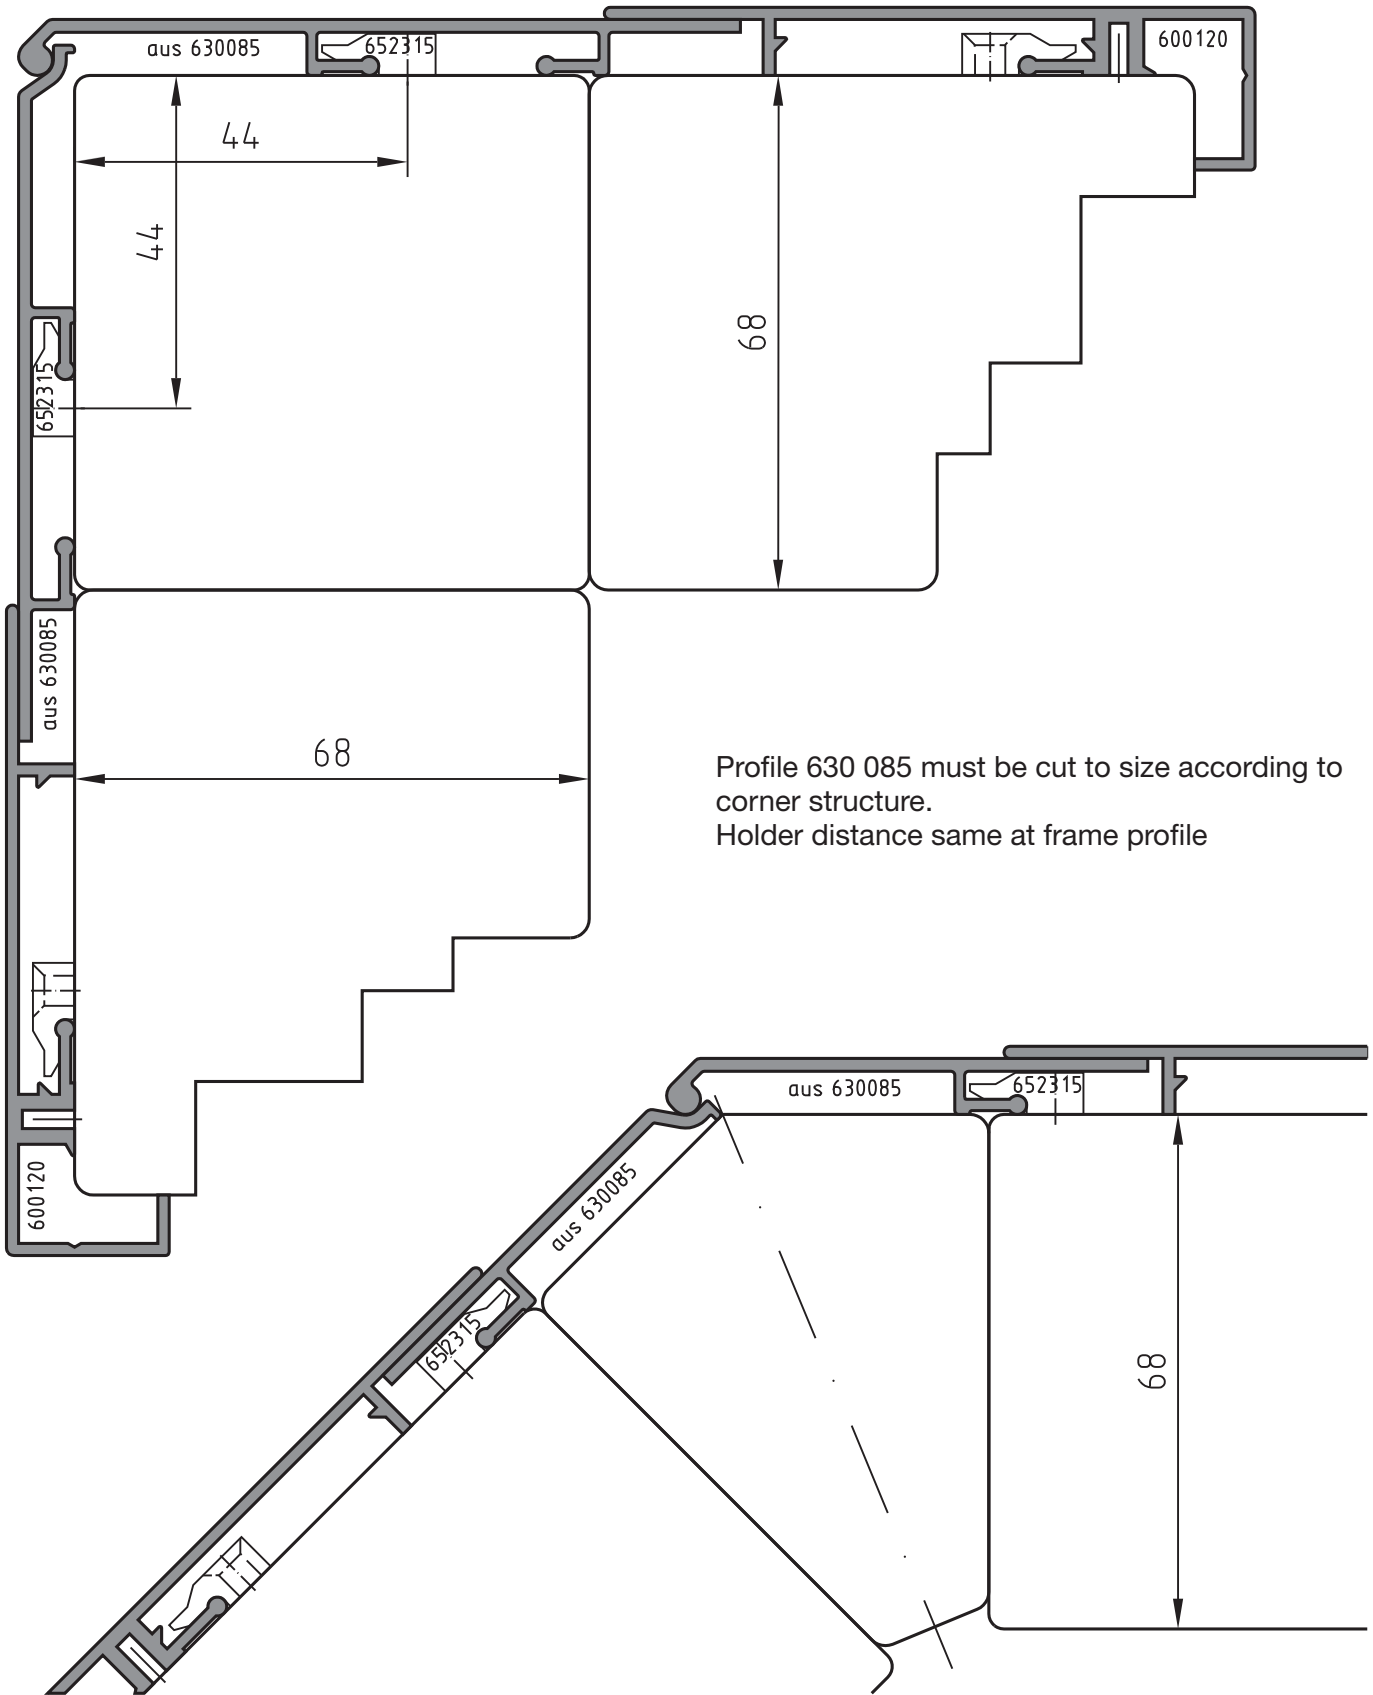 aus 630085
652315
600120
44
44
68
652315
aus 630085
68
Profile 630 085 must be cut to size according to
corner structure.
Holder distance same at frame profile
600120
aus 630085
652315
aus 630085
652315
68